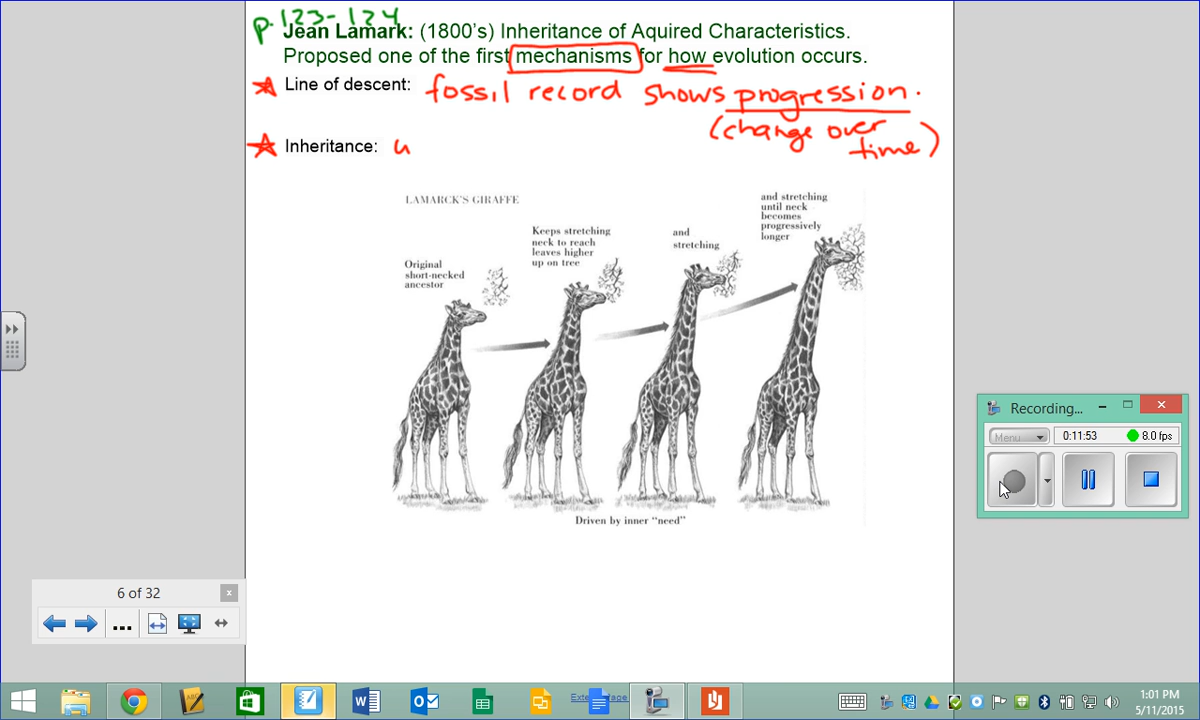 p. 123-124
Jean Lamark: (1800's) Inheritance of Aquired Characteristics.
Proposed one of the first mechanisms for how evolution occurs.
Line of descent: fossil record shows progression.
(change over
time)
Inheritance: u
LAMARCK'S GIRAFFE
Original
short-necked
ancestor
Keeps stretching
neck to reach
leaves higher
up on tree
and
stretching
and stretching
until neck
becomes
progressively
longer
Driven by inner "need"
Recording...
Menu
0:11:53
8.0 fps
6 of 32
1:01 PM
5/11/2015